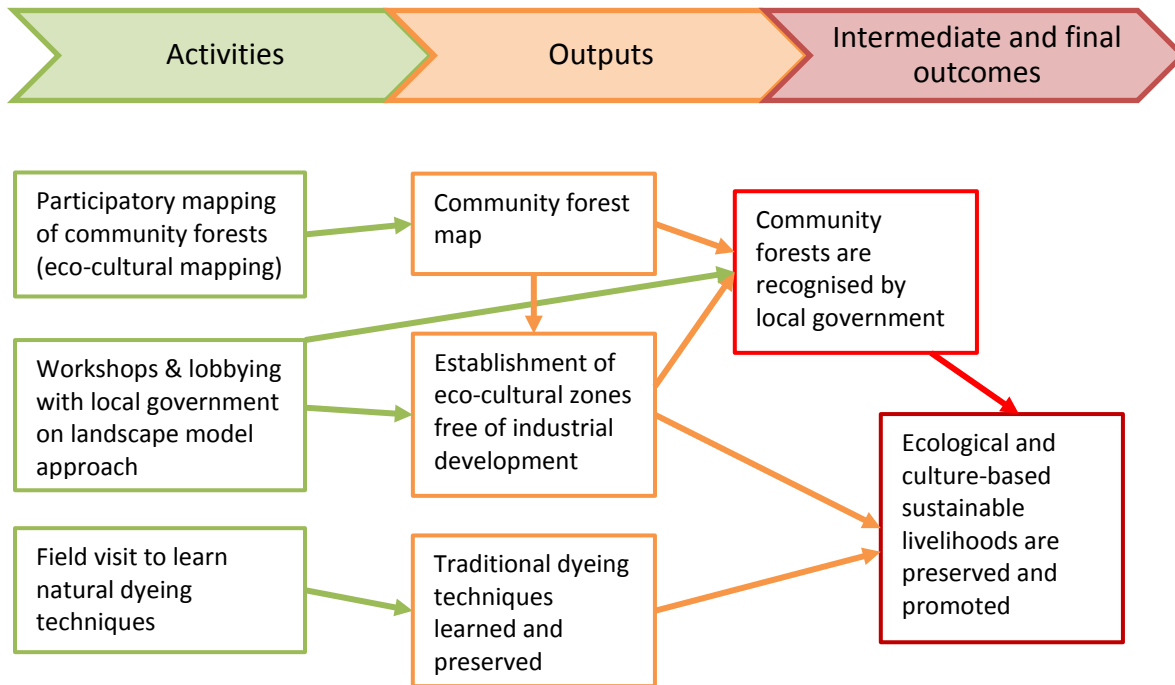 Activities
Outputs
Intermediate and final
outcomes
Participatory mapping
of community forests
(eco-cultural mapping)
Community forest
map
Community
forests are
recognised by
local government
Workshops & lobbying
with local government
on landscape model
approach
Establishment of
eco-cultural zones
free of industrial
development
Ecological and
culture-based
sustainable
livelihoods are
preserved and
promoted
Field visit to learn
natural dyeing
techniques
Traditional dyeing
techniques
learned and
preserved